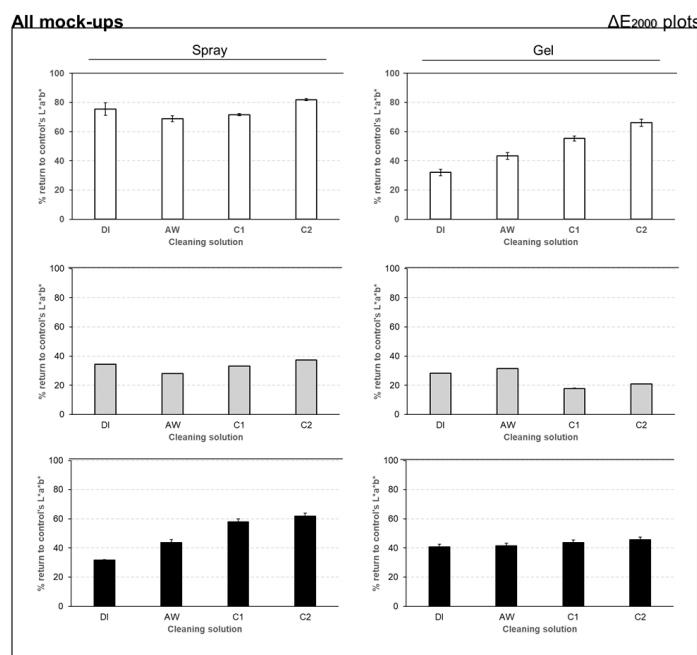 All mock-ups ΔE2000 plots
Spray Gel
% return to control's L*a*b*
100
80
60
40
20
0
DI AW C1 C2
Cleaning solution
% return to control's L*a*b*
100
80
60
40
20
0
DI AW C1 C2
Cleaning solution
% return to control's L*a*b*
100
80
60
40
20
0
DI AW C1 C2
Cleaning solution
% return to control's L*a*b*
100
80
60
40
20
0
DI AW C1 C2
Cleaning solution
% return to control's L*a*b*
100
80
60
40
20
0
DI AW C1 C2
Cleaning solution
% return to control's L*a*b*
100
80
60
40
20
0
DI AW C1 C2
Cleaning solution